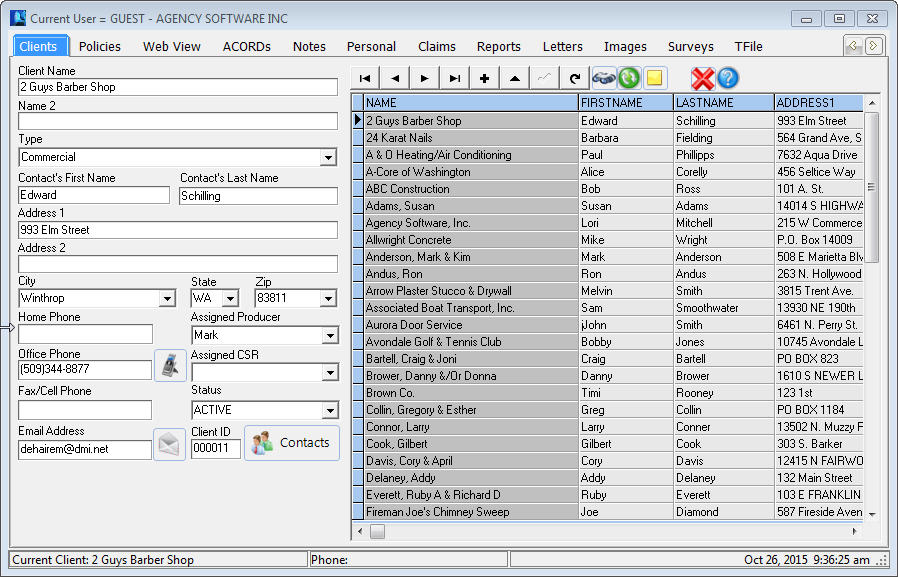 Current User = GUEST - AGENCY SOFTWARE INC
Clients Policies Web View ACORDs Notes Personal Claims Reports Letters Images Surveys TFile
Client Name
2 Guys Barber Shop
Name 2
Type
Commercial
Contact's First Name Contact's Last Name
Edward Schilling
Address 1
993 Elm Street
Address 2
City State Zip
Winthrop WA 83811
Home Phone Assigned Producer
Mark
Office Phone Assigned CSR
(509)344-8877
Fax/Cell Phone Status
ACTIVE
Email Address Client ID
dehairem@dmi.net 000011 Contacts
NAME FIRSTNAME LASTNAME ADDRESS1
2 Guys Barber Shop Edward Schilling 993 Elm Street
24 Karat Nails Barbara Fielding 564 Grand Ave, S
A & O Heating/Air Conditioning Paul Phillipps 7632 Aqua Drive
A-Core of Washington Alice Corelly 456 Seltice Way
ABC Construction Bob Ross 101 A. St.
Adams, Susan Susan Adams 14014 S HIGHWA
Agency Software, Inc. Lori Mitchell 215 W Commerce
Allwright Concrete Mike Wright P.O. Box 14009
Anderson, Mark & Kim Mark Anderson 508 E Marietta Blv
Andus, Ron Ron Andus 263 N. Hollywood
Arrow Plaster Stucco & Drywall Melvin Smith 3815 Trent Ave.
Associated Boat Transport, Inc. Sam Smoothwater 13930 NE 190th
Aurora Door Service jJohn Smith 6461 N. Perry St.
Avondale Golf & Tennis Club Bobby Jones 10745 Avondale L
Bartell, Craig & Joni Craig Bartell PO BOX 823
Brower, Danny &/Or Donna Danny Brower 1610 S NEWER L
Brown Co. Timi Rooney 123 1st
Collin, Gregory & Esther Greg Collin PO BOX 1184
Connor, Larry Larry Conner 13502 N. Muzzy F
Cook, Gilbert Gilbert Cook 303 S. Barker
Davis, Cory & April Cory Davis 12415 N FAIRWO
Delaney, Addy Addy Delaney 132 Main Street
Everett, Ruby A & Richard D Ruby Everett 103 E FRANKLIN
Fireman Joe's Chimney Sweep Joe Diamond 587 Fireside Aven
Current Client: 2 Guys Barber Shop Phone: Oct 26, 2015 9:36:25 am